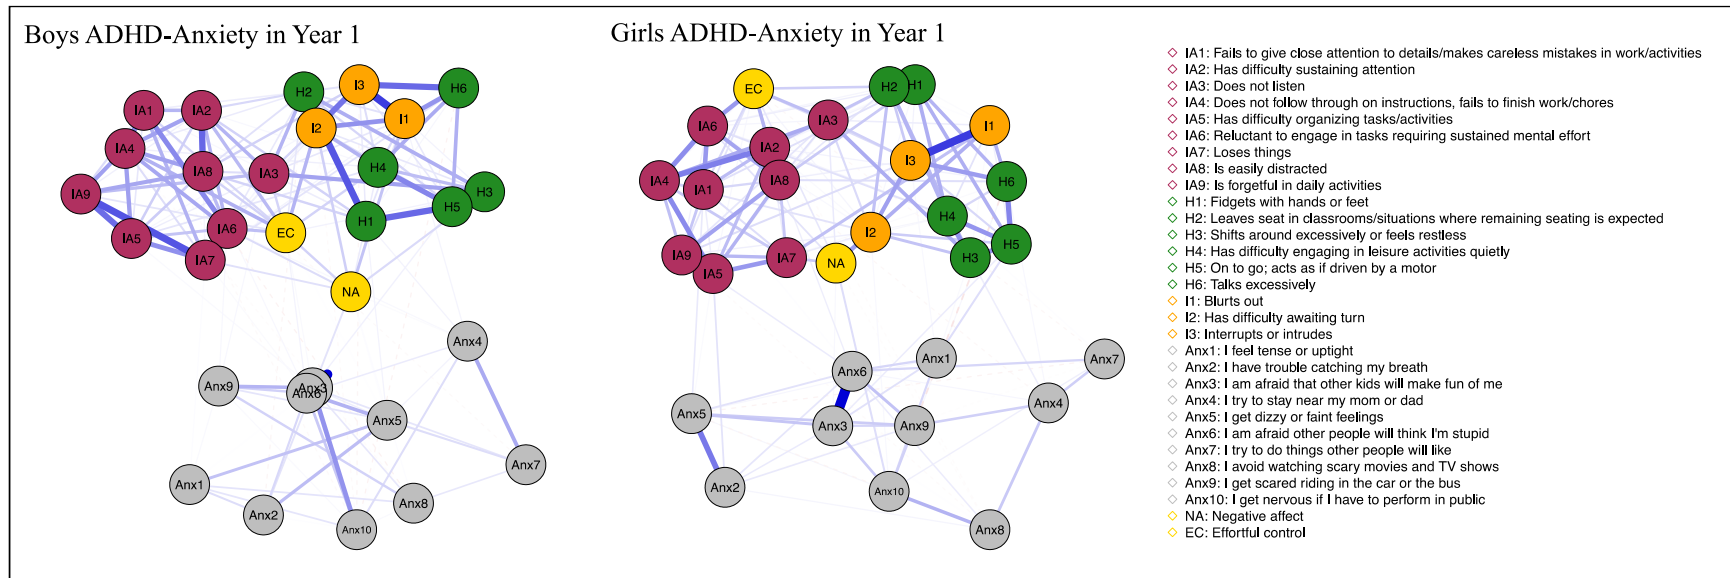 Boys ADHD-Anxiety in Year 1
I3
H6
H2
IA1
IA2
I1
I2
IA4
H4
IA8
IA3
H3
IA9
H5
H1
IA6
EC
IA5
IA7
NA
Anx4
Anx9
Anx3
Anx6
Anx5
Anx7
Anx1
Anx8
Anx2
Anx10
Girls ADHD-Anxiety in Year 1
EC
H2
H1
IA6
IA3
I1
IA2
I3
IA4
IA1
IA8
H6
H4
I2
H5
IA9
IA7
NA
H3
IA5
Anx1
Anx7
Anx6
Anx4
Anx5
Anx3
Anx9
Anx2
Anx10
Anx8
IA1: Fails to give close attention to details/makes careless mistakes in work/activities
IA2: Has difficulty sustaining attention
IA3: Does not listen
IA4: Does not follow through on instructions, fails to finish work/chores
IA5: Has difficulty organizing tasks/activities
IA6: Reluctant to engage in tasks requiring sustained mental effort
IA7: Loses things
IA8: Is easily distracted
IA9: Is forgetful in daily activities
H1: Fidgets with hands or feet
H2: Leaves seat in classrooms/situations where remaining seating is expected
H3: Shifts around excessively or feels restless
H4: Has difficulty engaging in leisure activities quietly
H5: On to go; acts as if driven by a motor
H6: Talks excessively
I1: Blurts out
I2: Has difficulty awaiting turn
I3: Interrupts or intrudes
Anx1: I feel tense or uptight
Anx2: I have trouble catching my breath
Anx3: I am afraid that other kids will make fun of me
Anx4: I try to stay near my mom or dad
Anx5: I get dizzy or faint feelings
Anx6: I am afraid other people will think I'm stupid
Anx7: I try to do things other people will like
Anx8: I avoid watching scary movies and TV shows
Anx9: I get scared riding in the car or the bus
Anx10: I get nervous if I have to perform in public
NA: Negative affect
EC: Effortful control